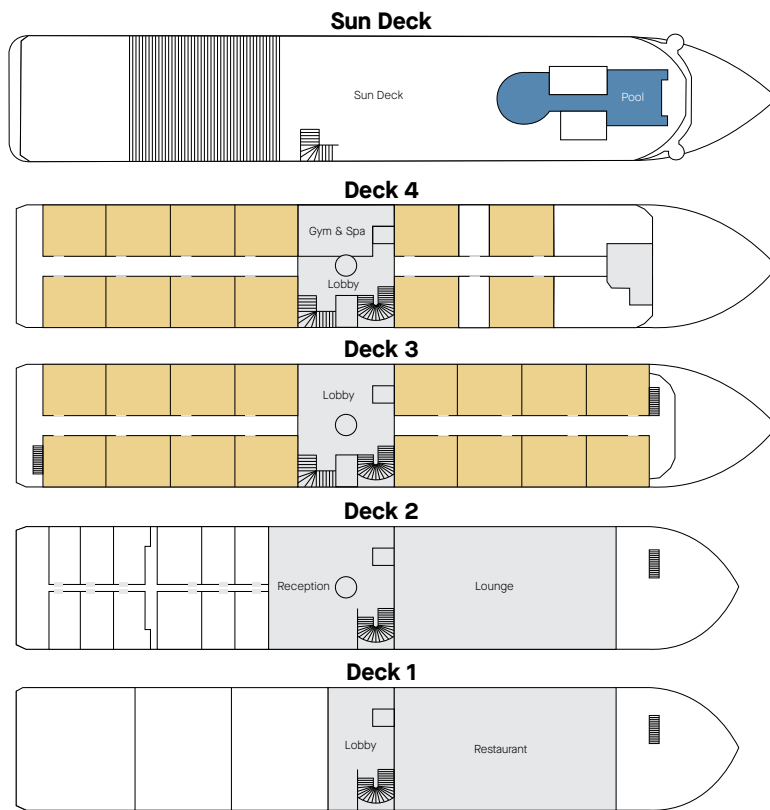 Sun Deck
Sun Deck
Pool
Deck 4
Gym & Spa
Lobby
Deck 3
Lobby
Deck 2
Reception
Lounge
Deck 1
Lobby
Restaurant